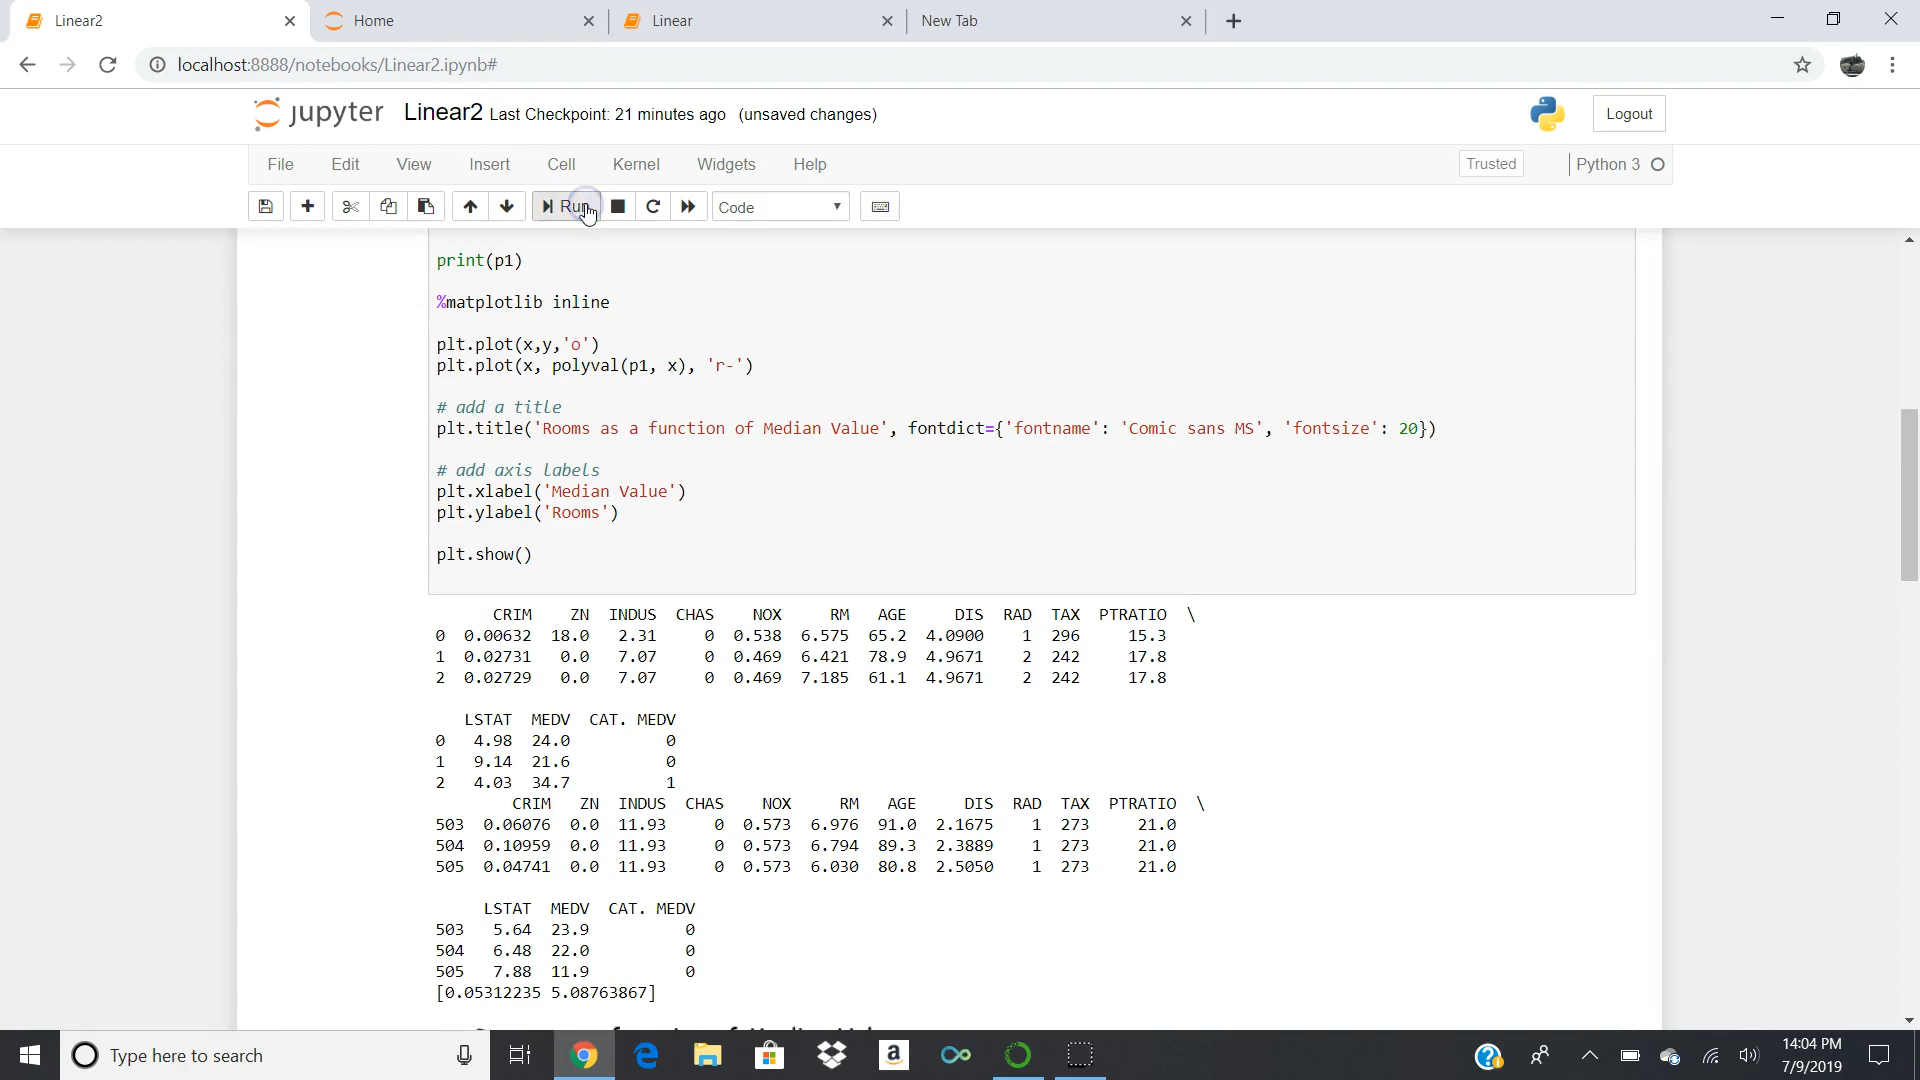 Linear2
Home
Linear
New Tab
localhost:8888/notebooks/Linear2.ipynb#
jupyter Linear2 Last Checkpoint: 21 minutes ago (unsaved changes)
Logout
File Edit View Insert Cell Kernel Widgets Help
Trusted
Python 3
Run
Code
print(p1)
%matplotlib inline
plt.plot(x,y,'o')
plt.plot(x, polyval(p1, x), 'r-')
# add a title
plt.title('Rooms as a function of Median Value', fontdict={'fontname': 'Comic sans MS', 'fontsize': 20})
# add axis labels
plt.xlabel('Median Value')
plt.ylabel('Rooms')
plt.show()
CRIM ZN INDUS CHAS NOX RM AGE DIS RAD TAX PTRATIO \
0 0.00632 18.0 2.31 0 0.538 6.575 65.2 4.0900 1 296 15.3
1 0.02731 0.0 7.07 0 0.469 6.421 78.9 4.9671 2 242 17.8
2 0.02729 0.0 7.07 0 0.469 7.185 61.1 4.9671 2 242 17.8
LSTAT MEDV CAT. MEDV
0 4.98 24.0 0
1 9.14 21.6 0
2 4.03 34.7 1
CRIM ZN INDUS CHAS NOX RM AGE DIS RAD TAX PTRATIO \
503 0.06076 0.0 11.93 0 0.573 6.976 91.0 2.1675 1 273 21.0
504 0.10959 0.0 11.93 0 0.573 6.794 89.3 2.3889 1 273 21.0
505 0.04741 0.0 11.93 0 0.573 6.030 80.8 2.5050 1 273 21.0
LSTAT MEDV CAT. MEDV
503 5.64 23.9 0
504 6.48 22.0 0
505 7.88 11.9 0
[0.05312235 5.08763867]
Type here to search
14:04 PM
7/9/2019